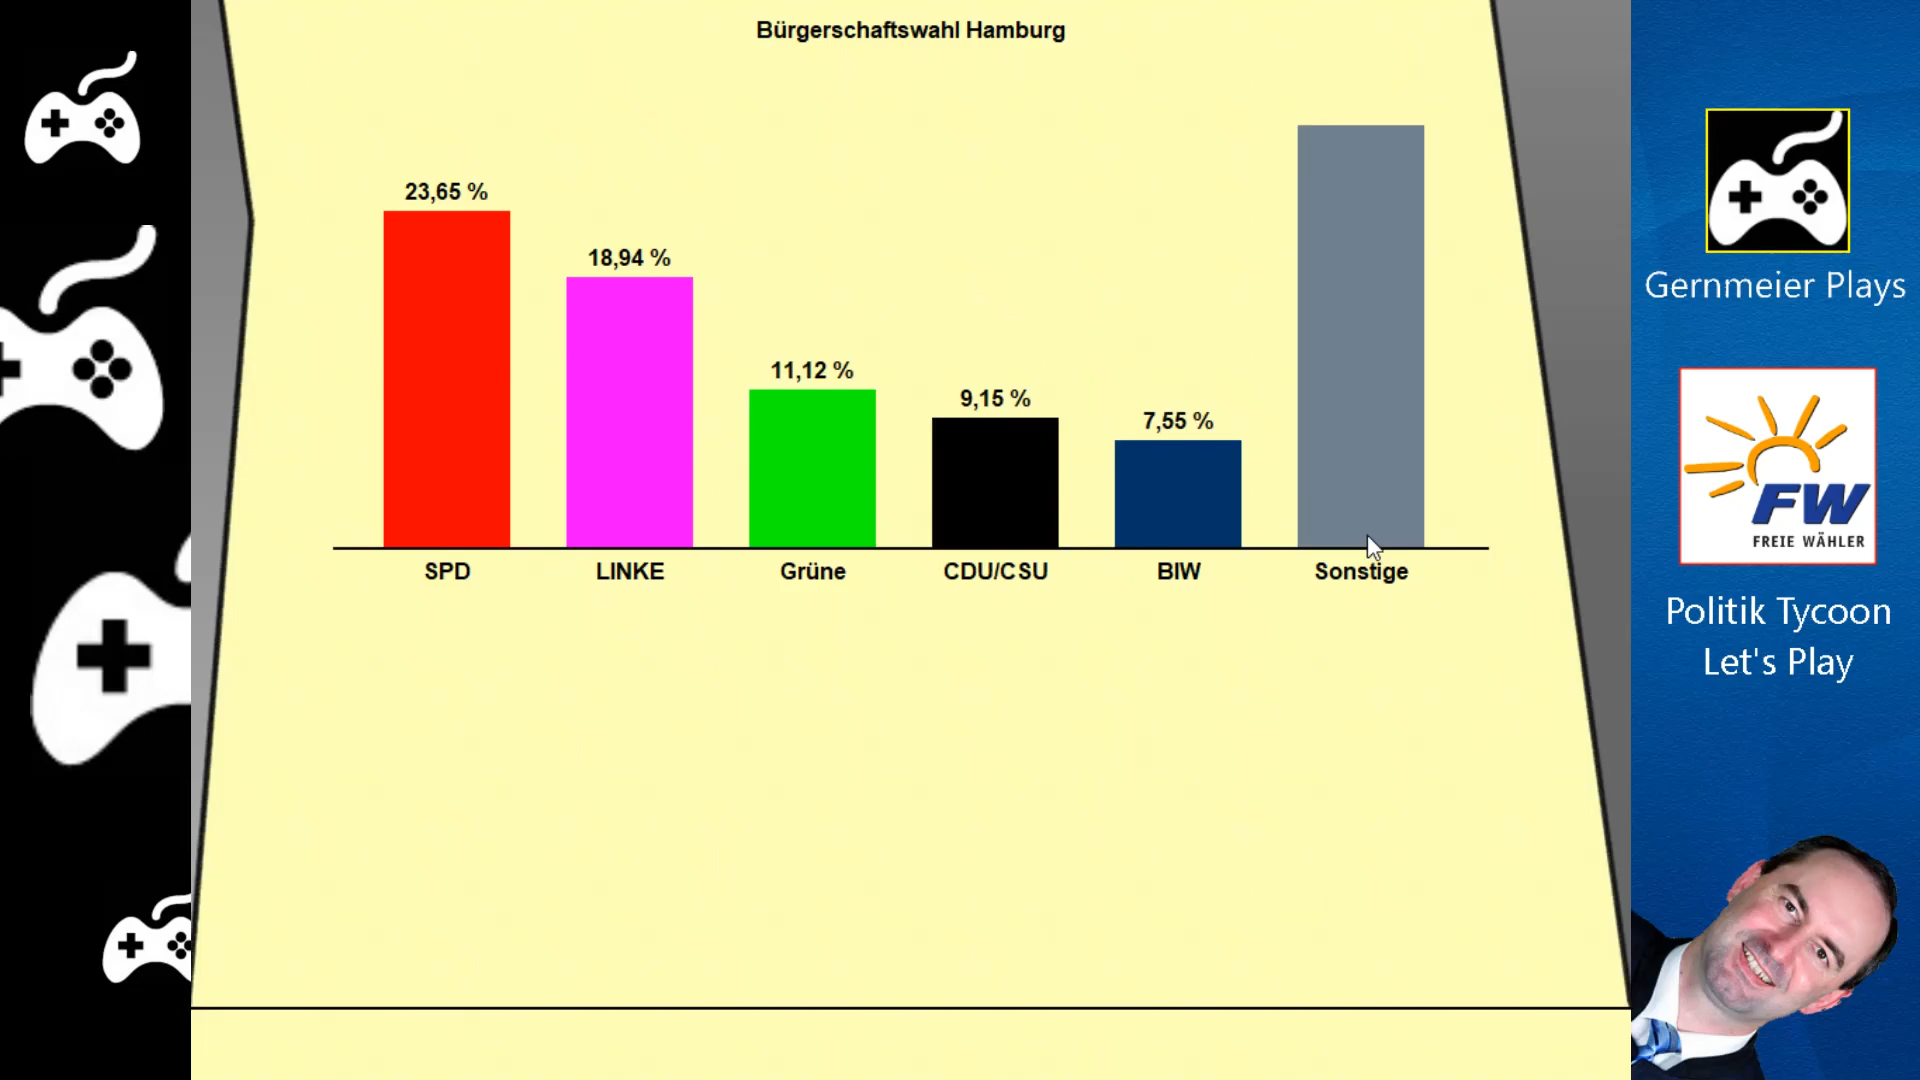 Bürgerschaftswahl Hamburg
23,65 %
18,94 %
11,12 %
9,15 %
7,55 %
SPD
LINKE
Grüne
CDU/CSU
BIW
Sonstige
Gernmeier Plays
FW
FREIE WÄHLER
Politik Tycoon
Let's Play